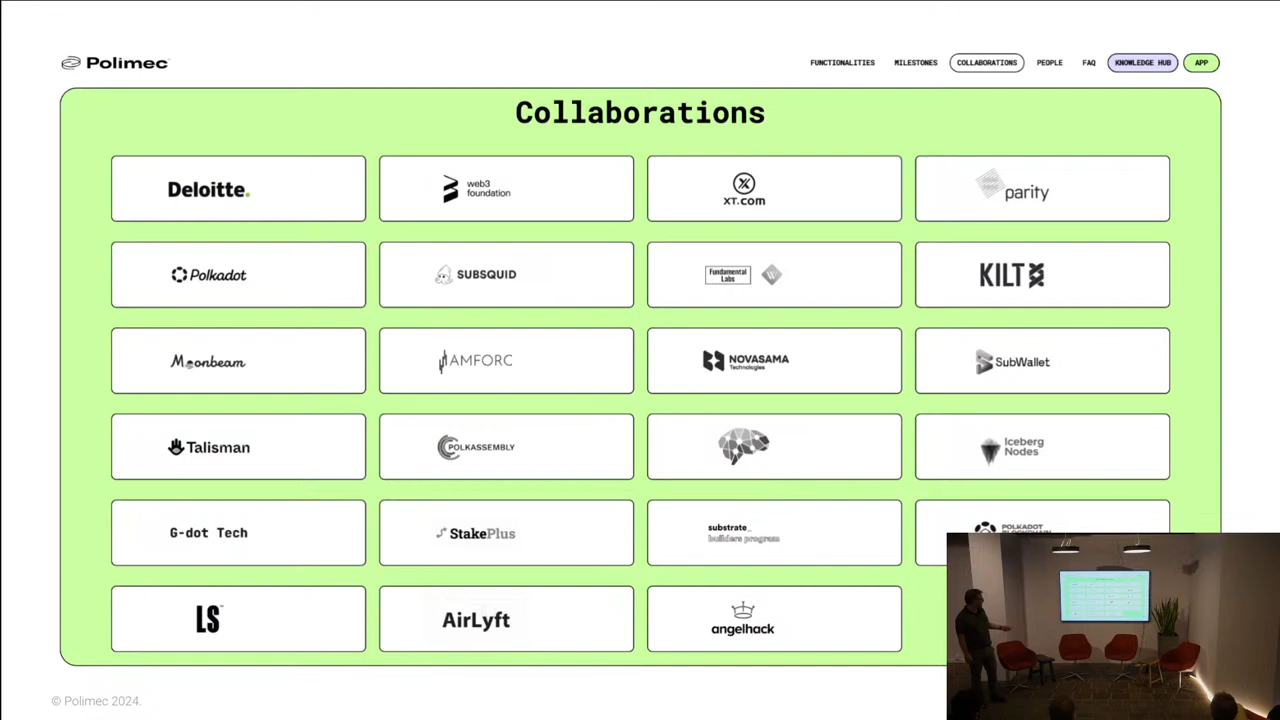 Polimec
FUNCTIONALITIES MILESTONES COLLABORATIONS PEOPLE FAQ KNOWLEDGE HUB APP
Collaborations
Deloitte.
web3
foundation
XT.com
parity
Polkadot
SUBSQUID
Fundamental
Labs
W
KILT
Moonbeam
AMFORC
NOVASAMA
Technologies
SubWallet
Talisman
POLKASSEMBLY
Iceberg
Nodes
G-dot Tech
StakePlus
substrate_
builders program
POLKADOT
LS™
AirLyft
angelhack
© Polimec 2024.